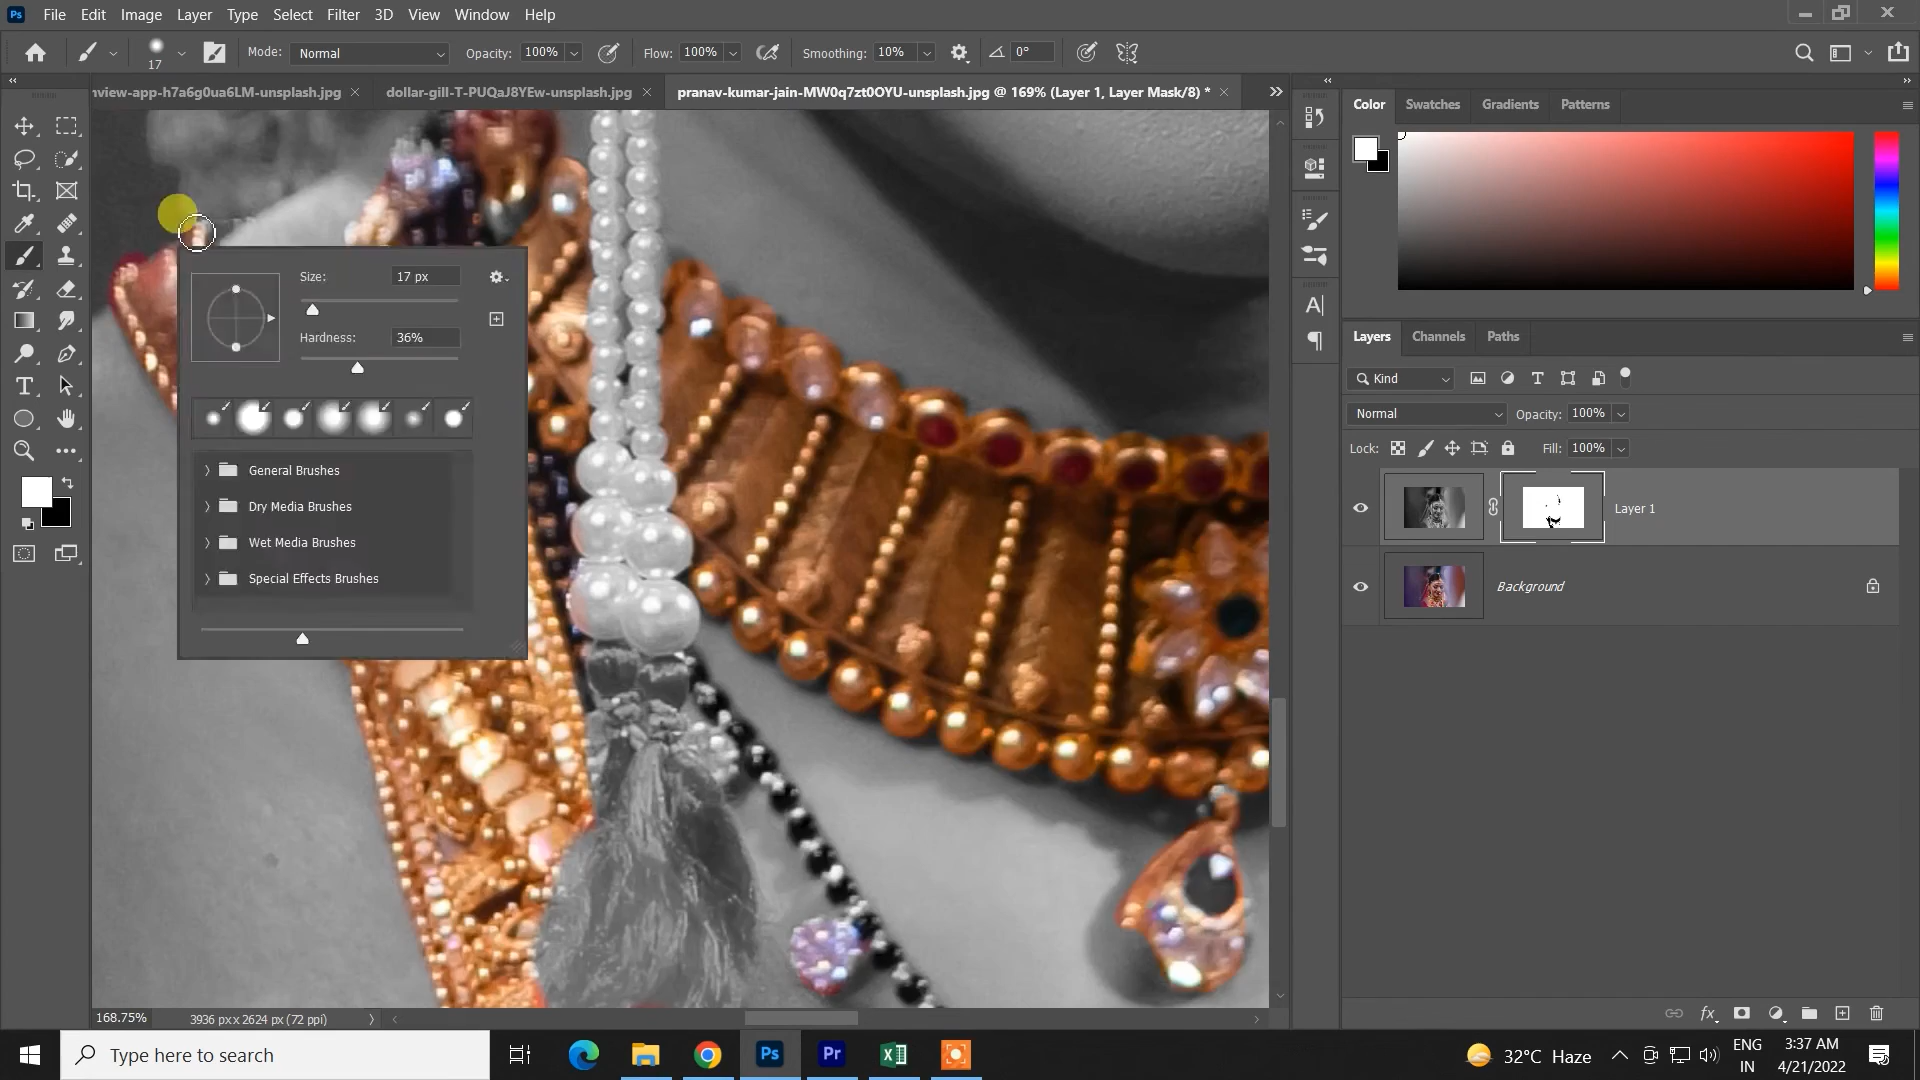 Ps File Edit Image Layer Type Select Filter 3D View Window Help
17 Mode: Normal Opacity: 100% Flow: 100% Smoothing: 10% 0°
nview-app-h7a6g0ua6LM-unsplash.jpg dollar-gill-T-PUQaJ8YEw-unsplash.jpg pranav-kumar-jain-MW0q7zt0OYU-unsplash.jpg @ 169% (Layer 1, Layer Mask/8) *
Color Swatches Gradients Patterns
Size: 17 px
Hardness: 36%
General Brushes
Dry Media Brushes
Wet Media Brushes
Special Effects Brushes
Layers Channels Paths
Kind
Normal Opacity: 100%
Lock: Fill: 100%
Layer 1
Background
168.75% 3936 px x 2624 px (72 ppi)
Type here to search
Ps Pr
32°C Haze
ENG
IN
3:37 AM
4/21/2022